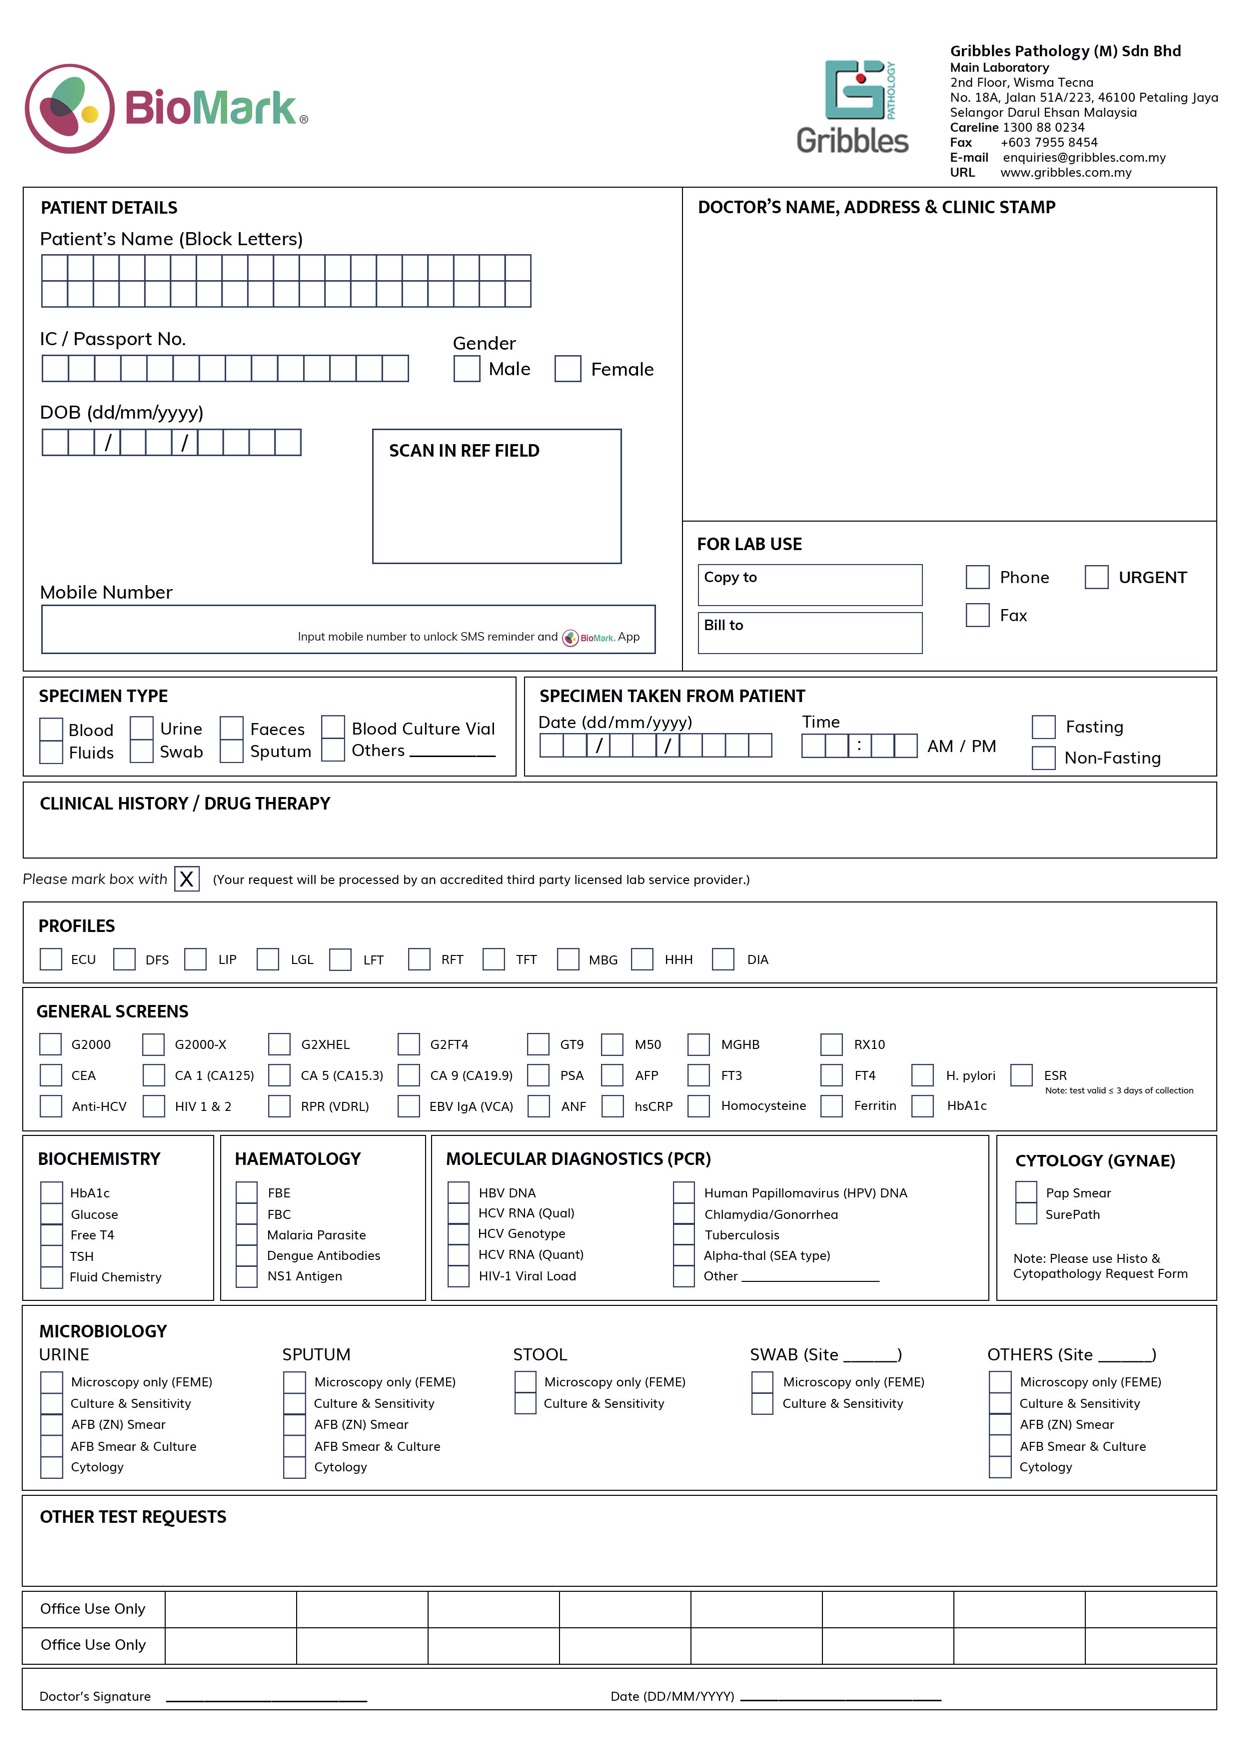 BioMark®
PATHOLOGY
Gribbles
Gribbles Pathology (M) Sdn Bhd
Main Laboratory
2nd Floor, Wisma Tecna
No. 18A, Jalan 51A/223, 46100 Petaling Jaya
Selangor Darul Ehsan Malaysia
Careline 1300 88 0234
Fax +603 7955 8454
E-mail enquiries@gribbles.com.my
URL www.gribbles.com.my
PATIENT DETAILS
Patient's Name (Block Letters)
IC / Passport No.
Gender
Male Female
DOB (dd/mm/yyyy)
/ /
SCAN IN REF FIELD
Mobile Number
Input mobile number to unlock SMS reminder and BioMark. App
DOCTOR'S NAME, ADDRESS & CLINIC STAMP
FOR LAB USE
Copy to
Phone URGENT
Fax
Bill to
SPECIMEN TYPE
Blood Urine Faeces Blood Culture Vial
Fluids Swab Sputum Others __________
SPECIMEN TAKEN FROM PATIENT
Date (dd/mm/yyyy) Time
/ / : AM / PM
Fasting
Non-Fasting
CLINICAL HISTORY / DRUG THERAPY
Please mark box with X (Your request will be processed by an accredited third party licensed lab service provider.)
PROFILES
ECU DFS LIP LGL LFT RFT TFT MBG HHH DIA
GENERAL SCREENS
G2000 G2000-X G2XHEL G2FT4 GT9 M50 MGHB RX10
CEA CA 1 (CA125) CA 5 (CA15.3) CA 9 (CA19.9) PSA AFP FT3 FT4 H. pylori ESR
Note: test valid ≤ 3 days of collection
Anti-HCV HIV 1 & 2 RPR (VDRL) EBV IgA (VCA) ANF hsCRP Homocysteine Ferritin HbA1c
BIOCHEMISTRY
HbA1c
Glucose
Free T4
TSH
Fluid Chemistry
HAEMATOLOGY
FBE
FBC
Malaria Parasite
Dengue Antibodies
NS1 Antigen
MOLECULAR DIAGNOSTICS (PCR)
HBV DNA
HCV RNA (Qual)
HCV Genotype
HCV RNA (Quant)
HIV-1 Viral Load
Human Papillomavirus (HPV) DNA
Chlamydia/Gonorrhea
Tuberculosis
Alpha-thal (SEA type)
Other ____________________
CYTOLOGY (GYNAE)
Pap Smear
SurePath
Note: Please use Histo &
Cytopathology Request Form
MICROBIOLOGY
URINE
Microscopy only (FEME)
Culture & Sensitivity
AFB (ZN) Smear
AFB Smear & Culture
Cytology
SPUTUM
Microscopy only (FEME)
Culture & Sensitivity
AFB (ZN) Smear
AFB Smear & Culture
Cytology
STOOL
Microscopy only (FEME)
Culture & Sensitivity
SWAB (Site ______)
Microscopy only (FEME)
Culture & Sensitivity
OTHERS (Site ______)
Microscopy only (FEME)
Culture & Sensitivity
AFB (ZN) Smear
AFB Smear & Culture
Cytology
OTHER TEST REQUESTS
Office Use Only
Office Use Only
Doctor's Signature ____________________ Date (DD/MM/YYYY) ____________________